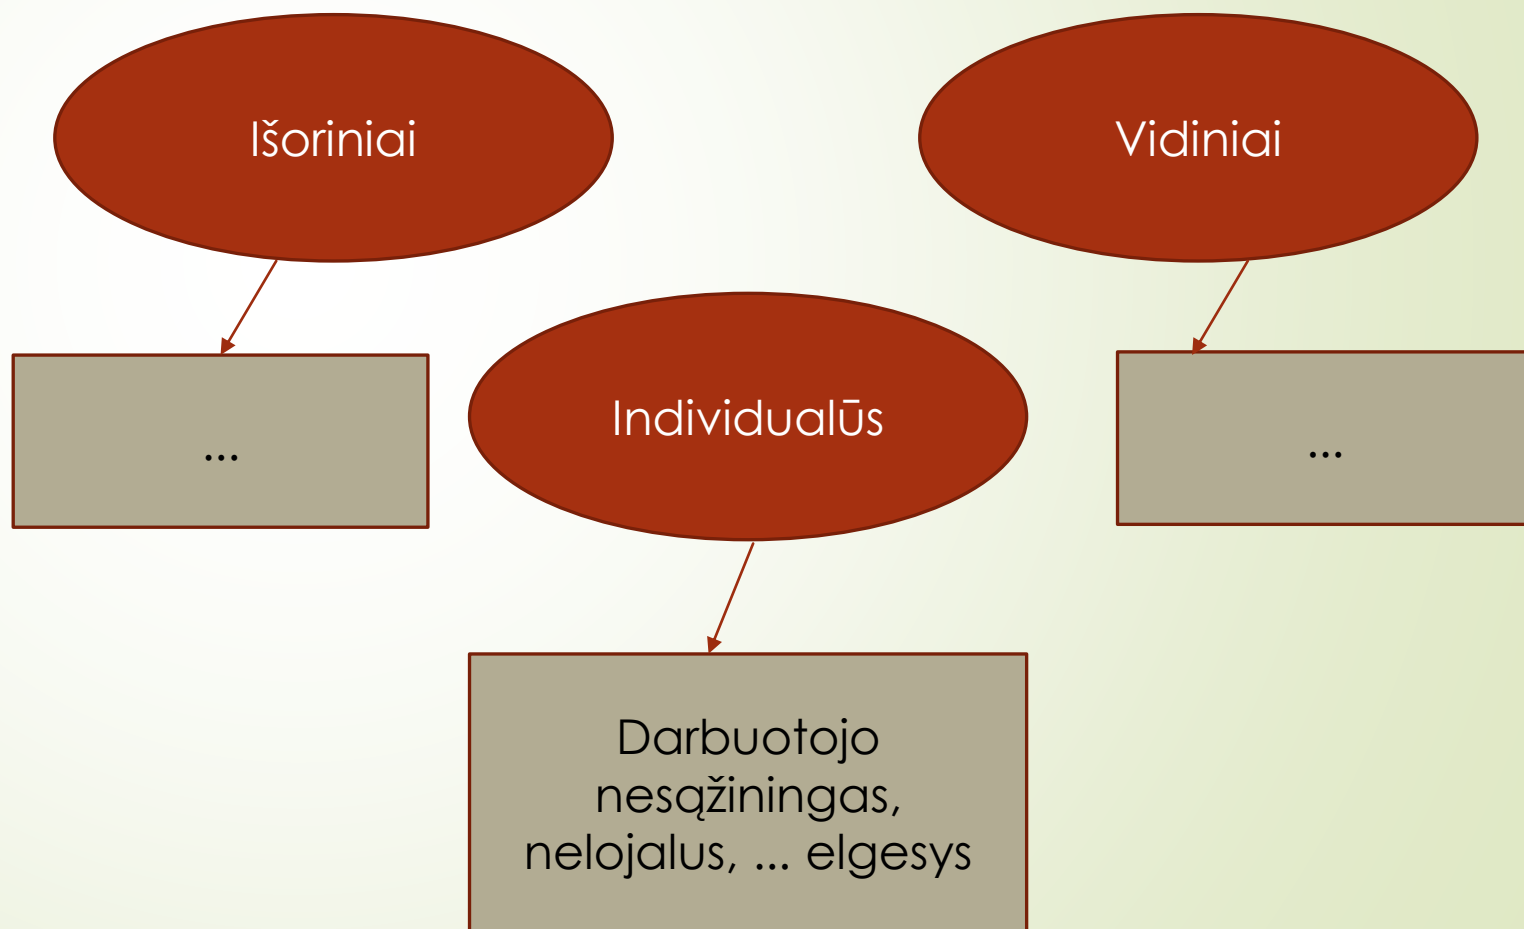 Išoriniai
Vidiniai
...
Individualūs
...
Darbuotojo
nesąžiningas,
nelojalus, ... elgesys